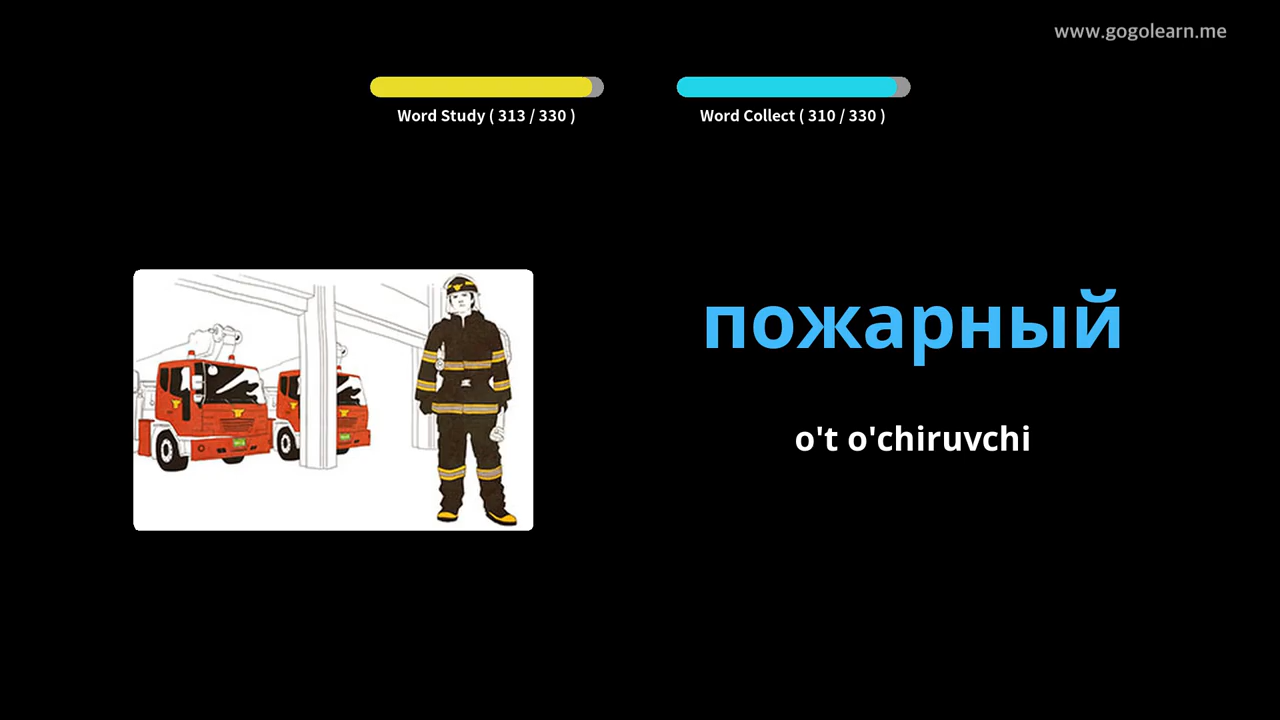 www.gogolearn.me
Word Study ( 313 / 330 )
Word Collect ( 310 / 330 )
пожарный
o't o'chiruvchi